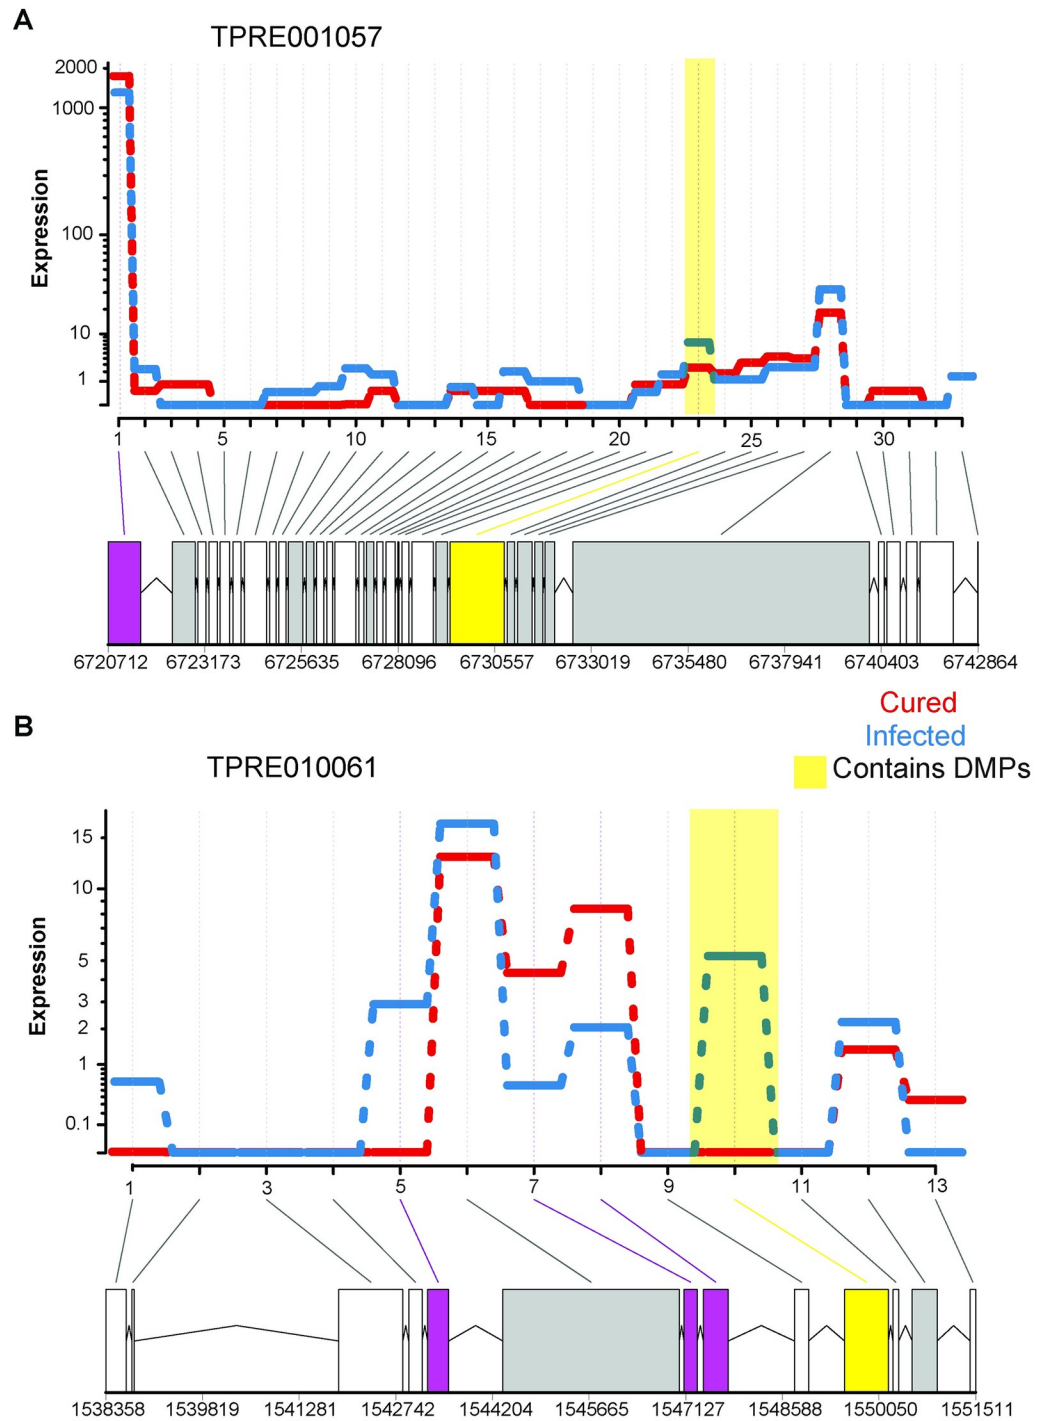 A
TPRE001057
2000
1000
100
10
1
Expression
1 5 10 15 20 25 30
6720712 6723173 6725635 6728096 6730557 6733019 6735480 6737941 6740403 6742864
Cured
Infected
Contains DMPs
B
TPRE010061
15
10
5
3
2
1
0.1
Expression
1 3 5 7 9 11 13
1538358 1539819 1541281 1542742 1544204 1545665 1547127 1548588 1550050 1551511